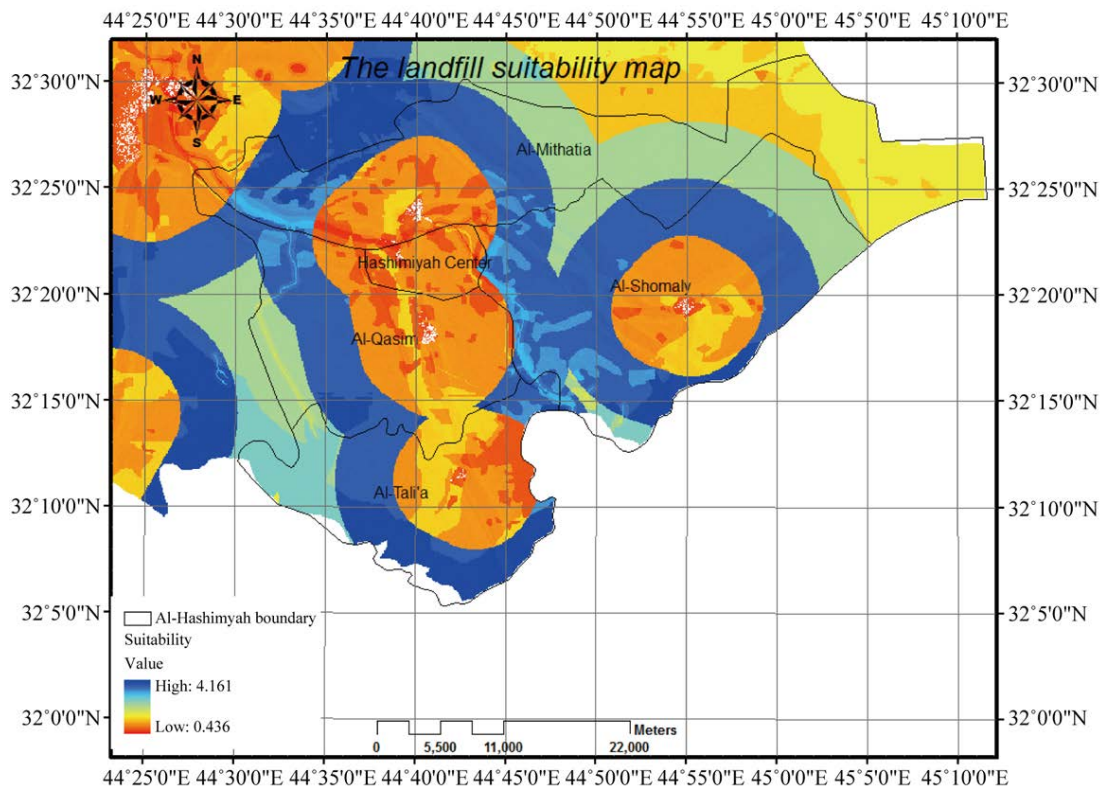 44°25'0"E 44°30'0"E 44°35'0"E 44°40'0"E 44°45'0"E 44°50'0"E 44°55'0"E 45°0'0"E 45°5'0"E 45°10'0"E
The landfill suitability map
N
W E
S
32°30'0"N 32°30'0"N
Al-Mithatia
32°25'0"N 32°25'0"N
Hashimiyah Center
Al-Shomaly
32°20'0"N 32°20'0"N
Al-Qasim
32°15'0"N 32°15'0"N
Al-Tali'a
32°10'0"N 32°10'0"N
32°5'0"N 32°5'0"N
Al-Hashimyah boundary
Suitability
Value
High: 4.161
Low: 0.436
32°0'0"N 32°0'0"N
Meters
0 5,500 11,000 22,000
44°25'0"E 44°30'0"E 44°35'0"E 44°40'0"E 44°45'0"E 44°50'0"E 44°55'0"E 45°0'0"E 45°5'0"E 45°10'0"E